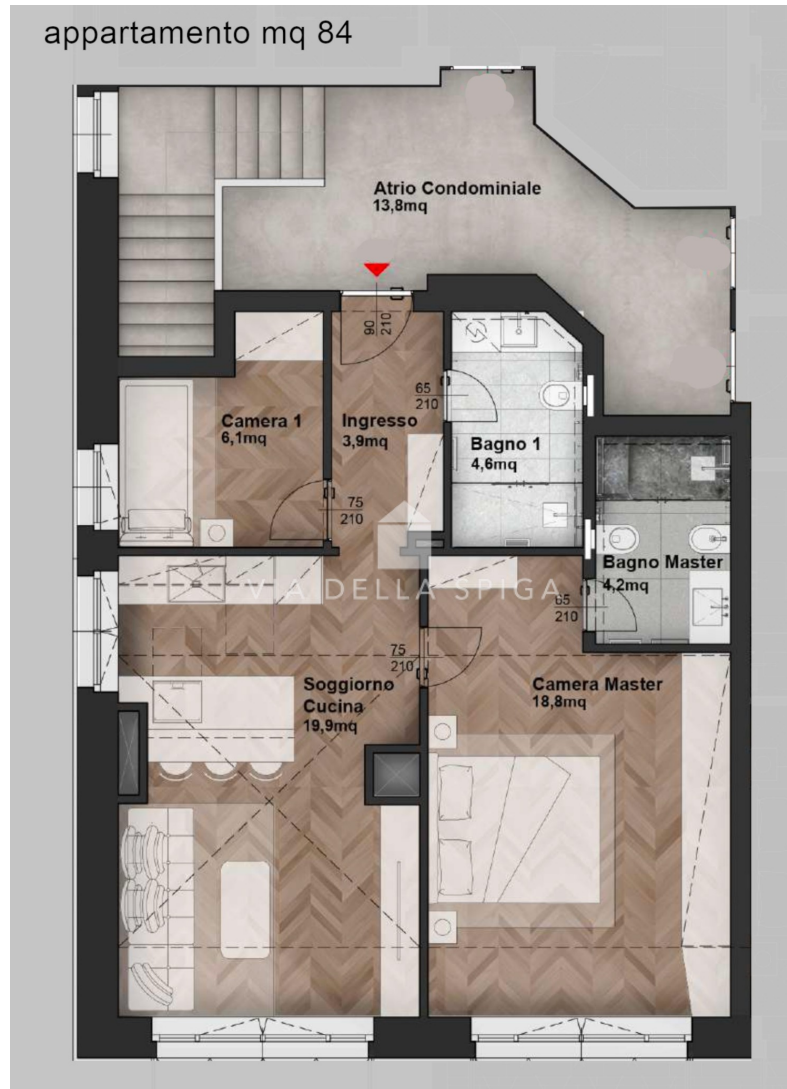 appartamento mq 84
Atrio Condominiale
13,8mq
90
210
Camera 1
6,1mq
Ingresso
3,9mq
65
210
Bagno 1
4,6mq
75
210
Bagno Master
4,2mq
VIA DELLA SPIGA
65
210
75
210
Soggiorno
Cucina
19,9mq
Camera Master
18,8mq